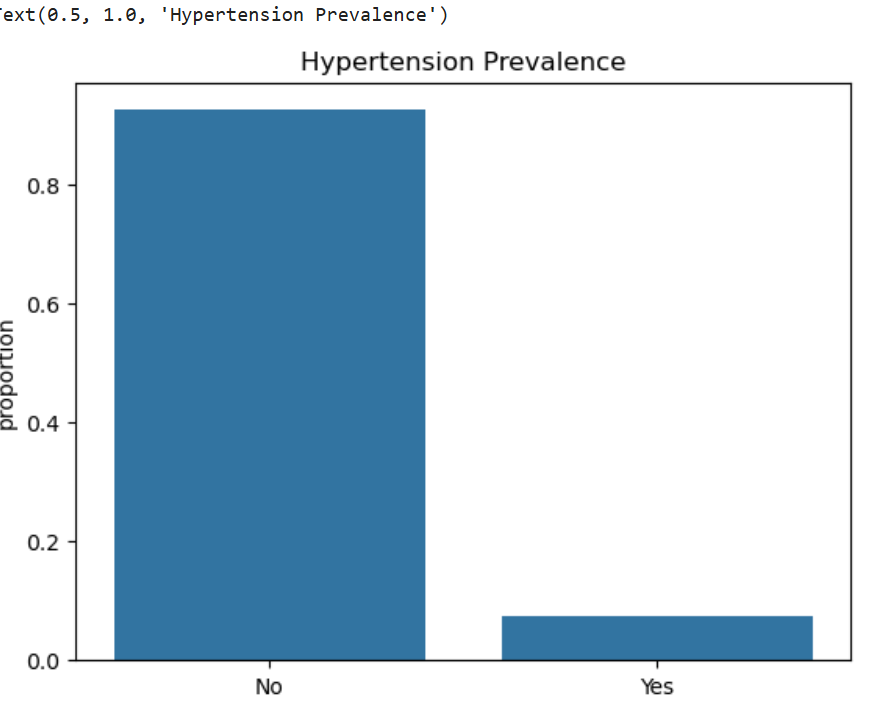 Text(0.5, 1.0, 'Hypertension Prevalence')
Hypertension Prevalence
0.8
0.6
0.4
0.2
0.0
proportion
No
Yes